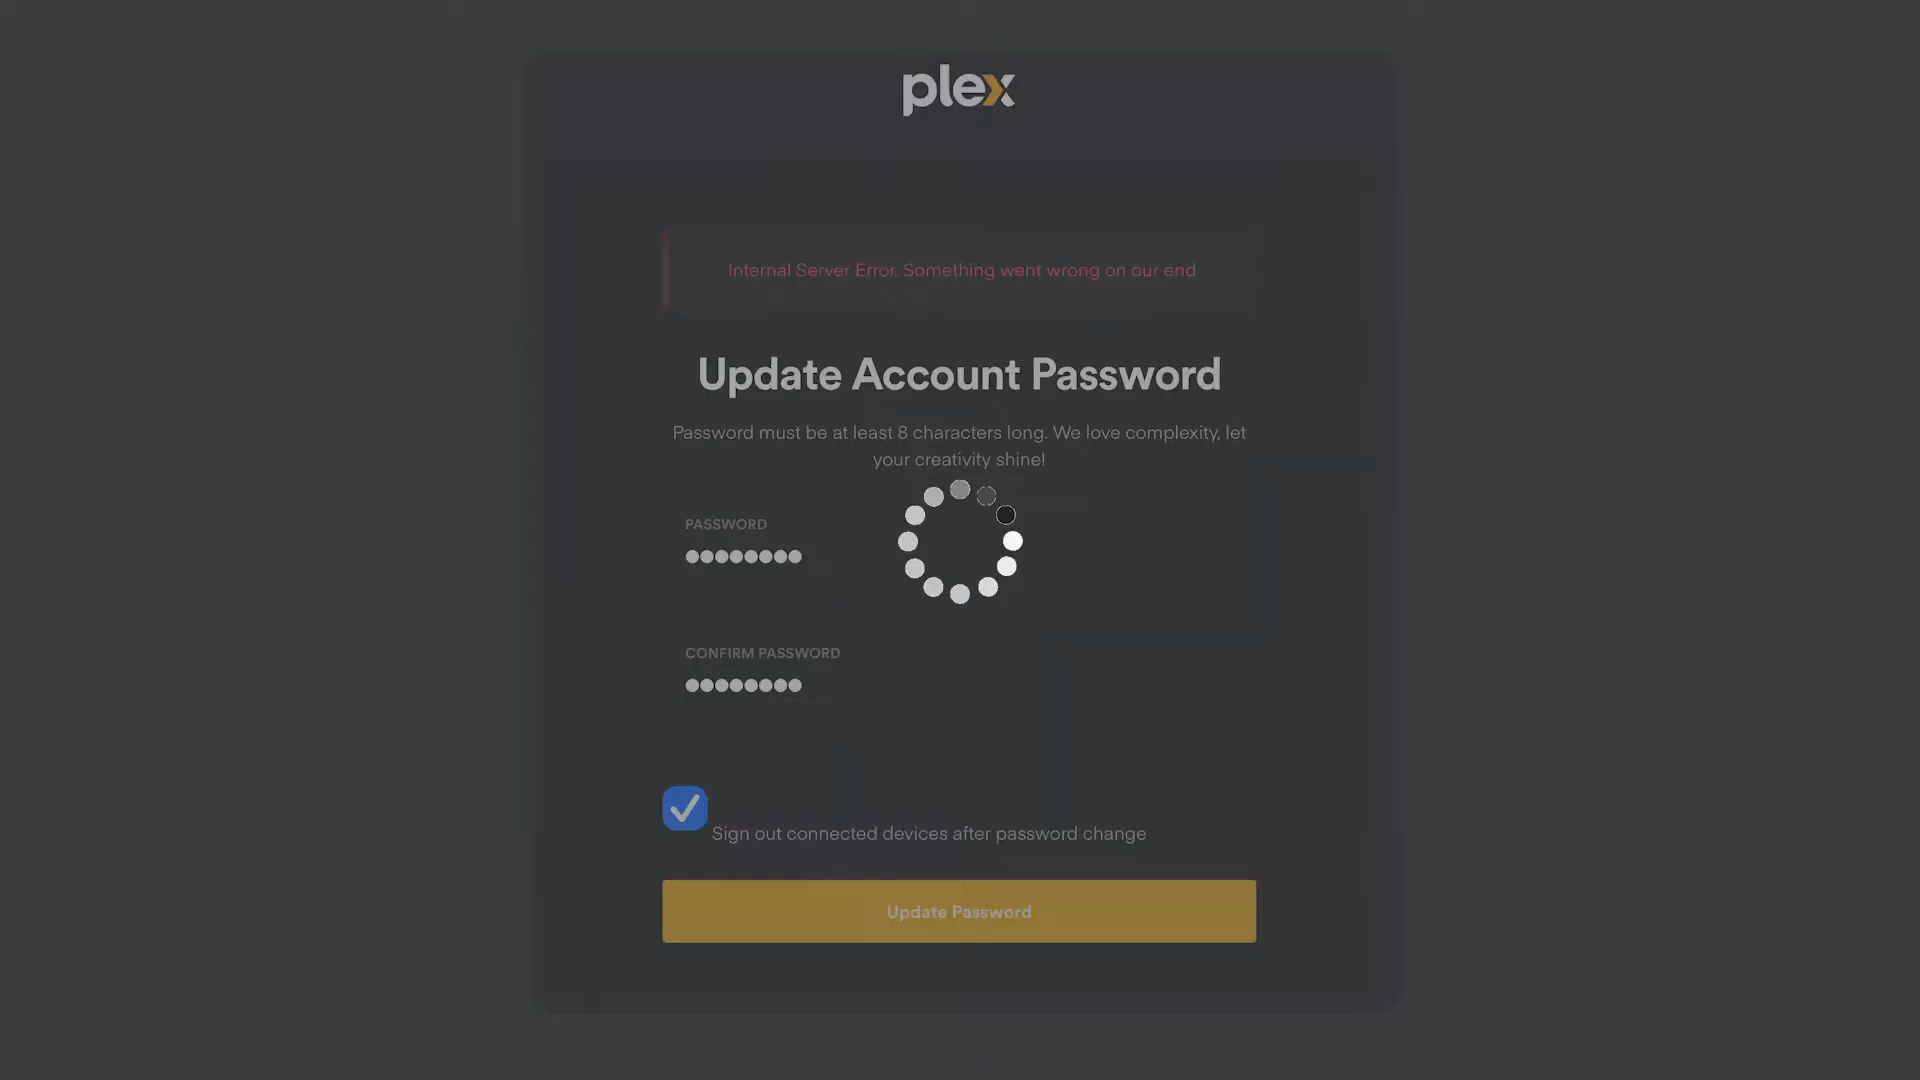 plex
Internal Server Error. Something went wrong on our end
Update Account Password
Password must be at least 8 characters long. We love complexity, let
your creativity shine!
PASSWORD
●●●●●●●●
CONFIRM PASSWORD
●●●●●●●●
Sign out connected devices after password change
Update Password